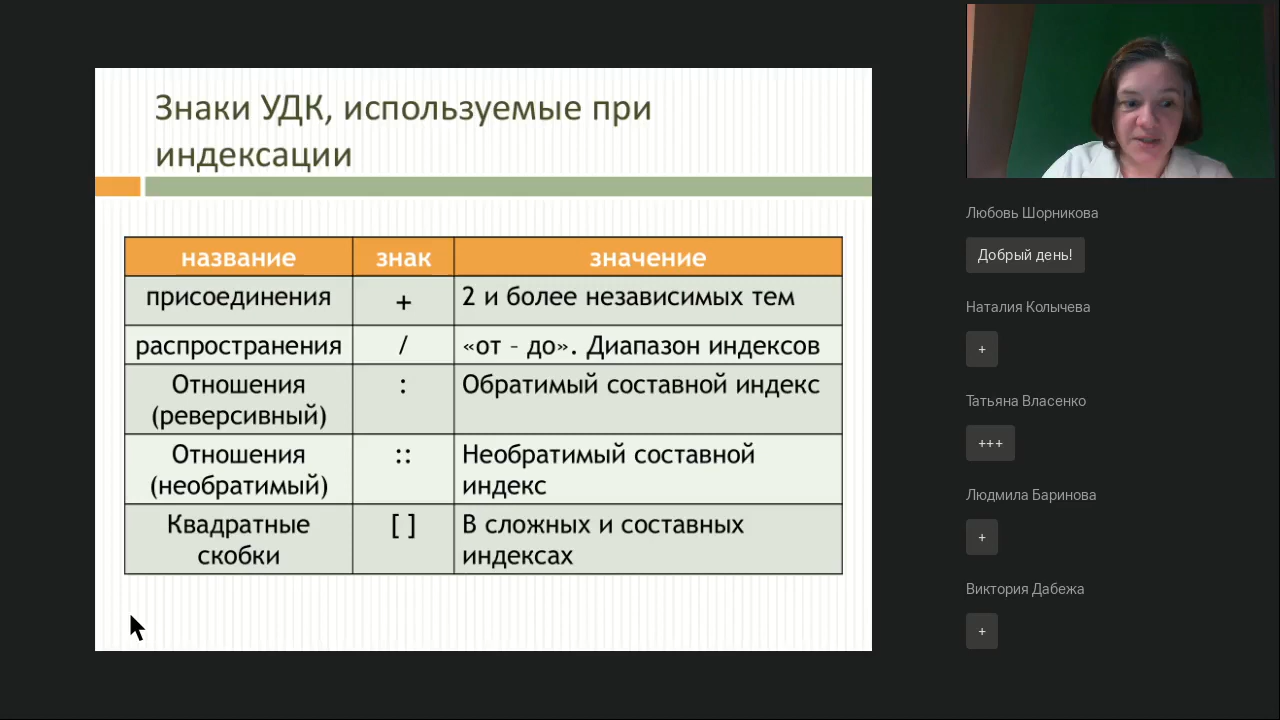 Знаки УДК, используемые при
индексации
название знак значение
присоединения + 2 и более независимых тем
распространения / «от - до». Диапазон индексов
Отношения
(реверсивный) : Обратимый составной индекс
Отношения
(необратимый) :: Необратимый составной
индекс
Квадратные
скобки [ ] В сложных и составных
индексах
Любовь Шорникова
Добрый день!
Наталия Колычева
+
Татьяна Власенко
+++
Людмила Баринова
+
Виктория Дабежа
+